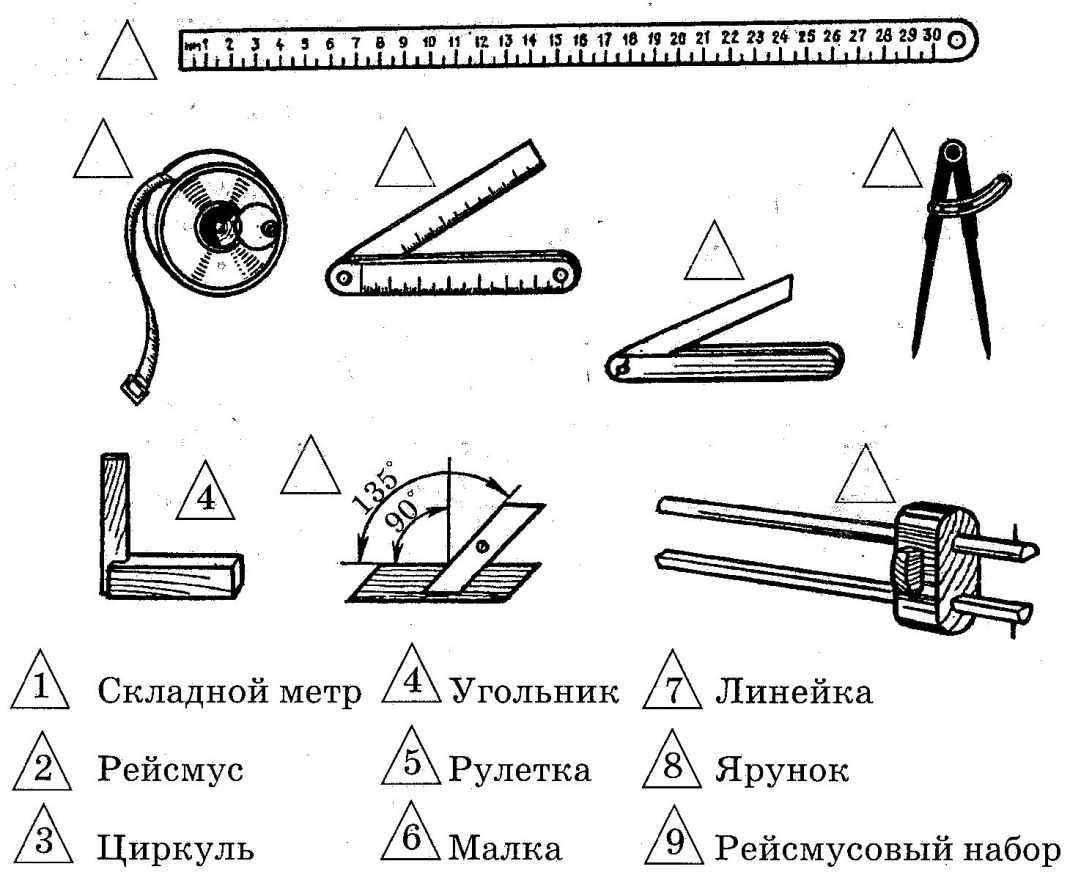 мм 1 2 3 4 5 6 7 8 9 10 11 12 13 14 15 16 17 18 19 20 21 22 23 24 25 26 27 28 29 30
4
135°
90°
1 Складной метр 4 Угольник 7 Линейка
2 Рейсмус 5 Рулетка 8 Ярунок
3 Циркуль 6 Малка 9 Рейсмусовый набор